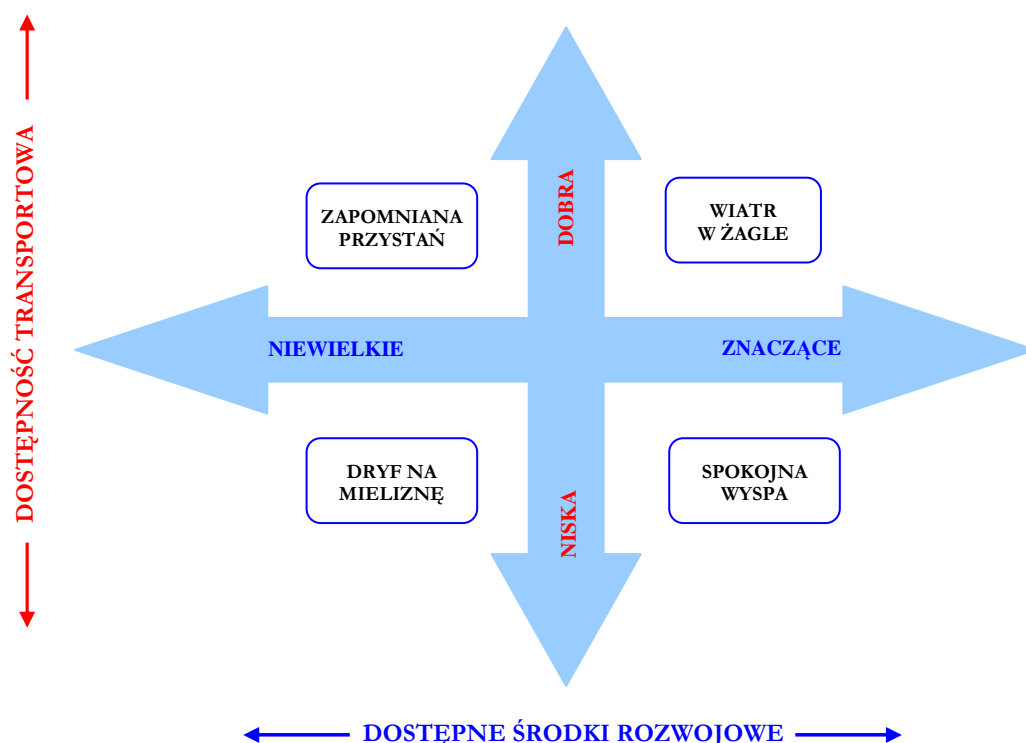 DOSTĘPNOŚĆ TRANSPORTOWA
DOBRA
ZAPOMNIANA
PRZYSTAŃ
WIATR
W ŻAGLE
NIEWIELKIE
ZNACZĄCE
DRYF NA
MIELIZNĘ
SPOKOJNA
WYSPA
NISKA
DOSTĘPNE ŚRODKI ROZWOJOWE